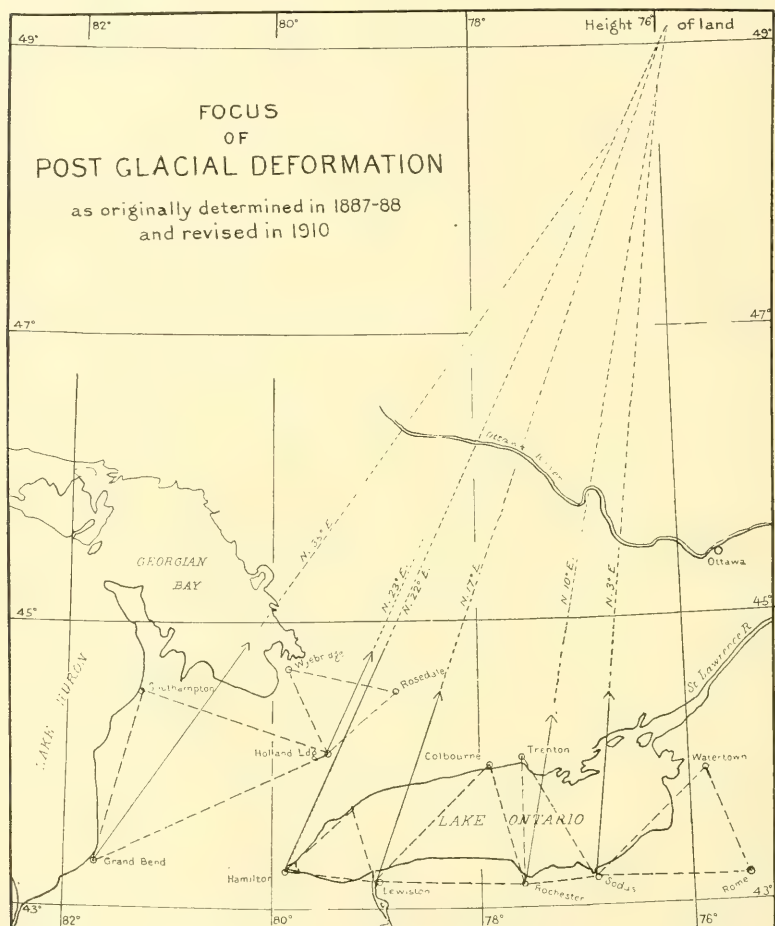 82° 80° 78° Height 76° of land
49° 49°
FOCUS
OF
POST GLACIAL DEFORMATION
as originally determined in 1887-88
and revised in 1910
47° 47°
Ottawa River
N. 35° E.
N. 23° E.
N. 22° E.
N. 17° E.
N. 10° E.
N. 3° E.
GEORGIAN
BAY
Ottawa
45° 45°
St Lawrence R
LAKE HURON
Wyebridge
Rosedale
Southampton
Holland Ldg
Colbourne
Trenton
Watertown
LAKE ONTARIO
Grand Bend
Hamilton
Lewiston
Rochester
Sodus
Rome
43° 43°
82° 80° 78° 76°